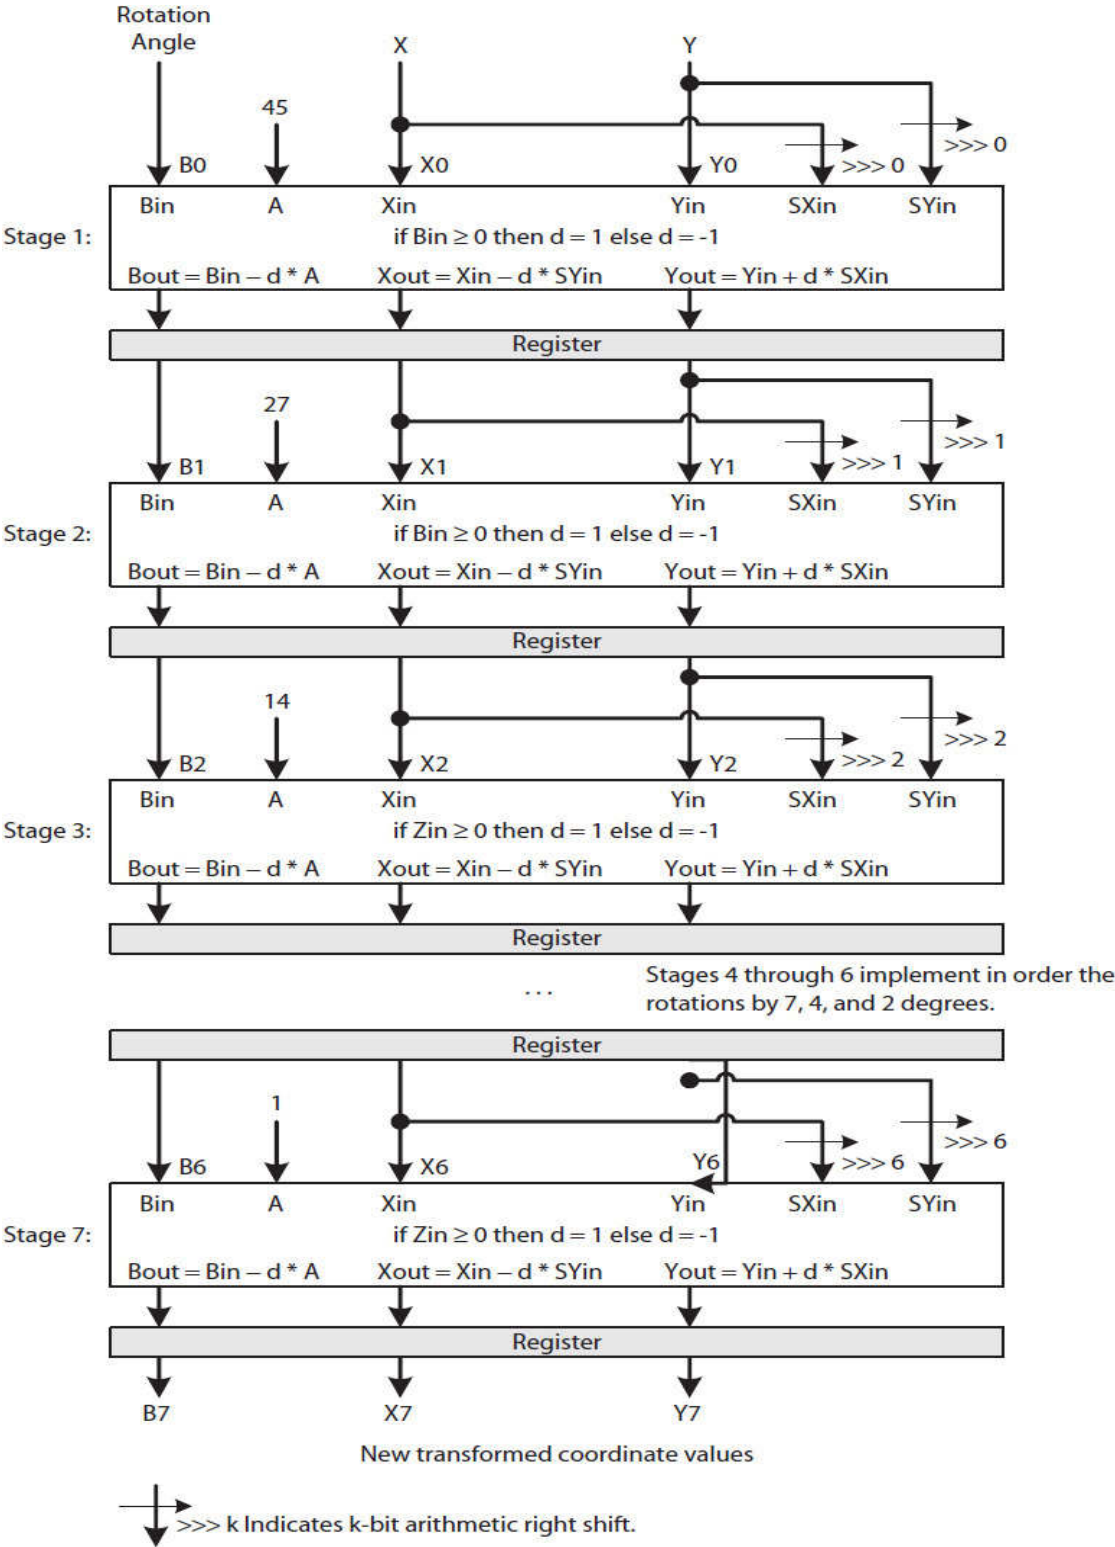 Rotation
Angle
X
Y
45
>>> 0
B0
X0
Y0
>>> 0
Bin
A
Xin
Yin
SXin
SYin
Stage 1:
if Bin ≥ 0 then d = 1 else d = -1
Bout = Bin – d * A
Xout = Xin – d * SYin
Yout = Yin + d * SXin
Register
27
>>> 1
B1
X1
Y1
>>> 1
Bin
A
Xin
Yin
SXin
SYin
Stage 2:
if Bin ≥ 0 then d = 1 else d = -1
Bout = Bin – d * A
Xout = Xin – d * SYin
Yout = Yin + d * SXin
Register
14
>>> 2
B2
X2
Y2
>>> 2
Bin
A
Xin
Yin
SXin
SYin
Stage 3:
if Zin ≥ 0 then d = 1 else d = -1
Bout = Bin – d * A
Xout = Xin – d * SYin
Yout = Yin + d * SXin
Register
...
Stages 4 through 6 implement in order the
rotations by 7, 4, and 2 degrees.
Register
1
>>> 6
B6
X6
Y6
>>> 6
Bin
A
Xin
Yin
SXin
SYin
Stage 7:
if Zin ≥ 0 then d = 1 else d = -1
Bout = Bin – d * A
Xout = Xin – d * SYin
Yout = Yin + d * SXin
Register
B7
X7
Y7
New transformed coordinate values
>>> k Indicates k-bit arithmetic right shift.